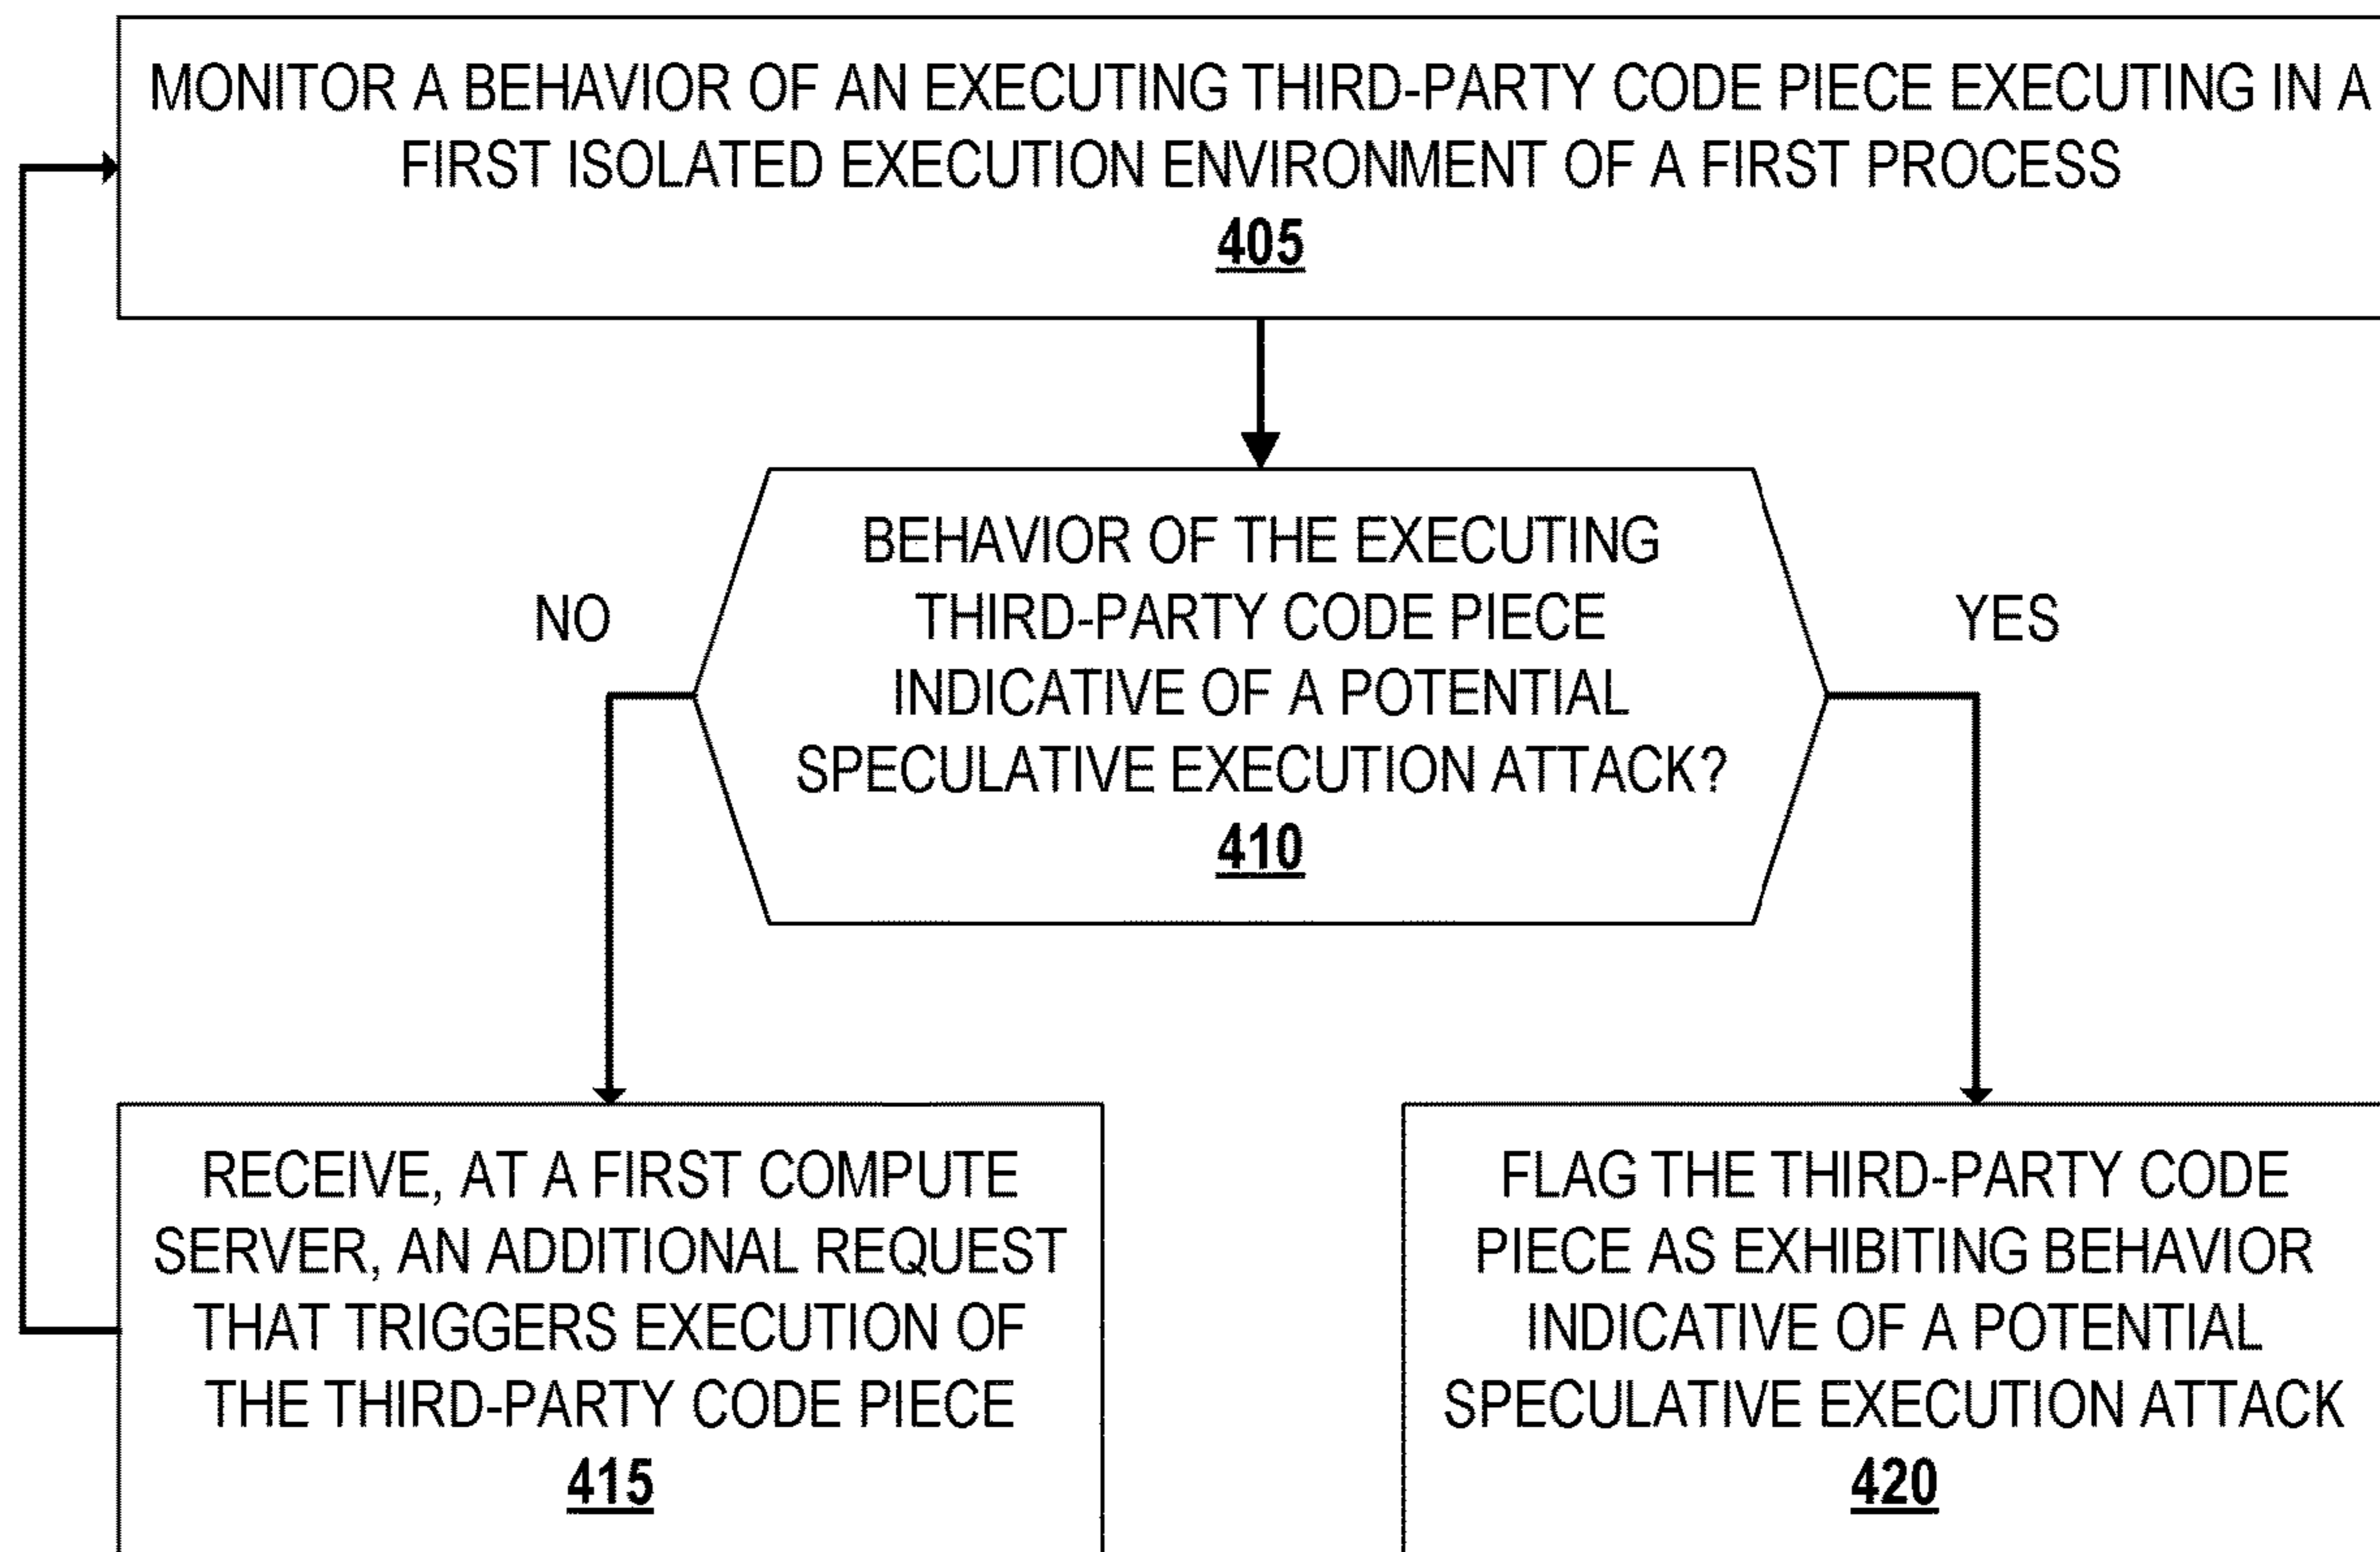 MONITOR A BEHAVIOR OF AN EXECUTING THIRD-PARTY CODE PIECE EXECUTING IN A
FIRST ISOLATED EXECUTION ENVIRONMENT OF A FIRST PROCESS
405
BEHAVIOR OF THE EXECUTING
THIRD-PARTY CODE PIECE
INDICATIVE OF A POTENTIAL
SPECULATIVE EXECUTION ATTACK?
410
NO
YES
RECEIVE, AT A FIRST COMPUTE
SERVER, AN ADDITIONAL REQUEST
THAT TRIGGERS EXECUTION OF
THE THIRD-PARTY CODE PIECE
415
FLAG THE THIRD-PARTY CODE
PIECE AS EXHIBITING BEHAVIOR
INDICATIVE OF A POTENTIAL
SPECULATIVE EXECUTION ATTACK
420